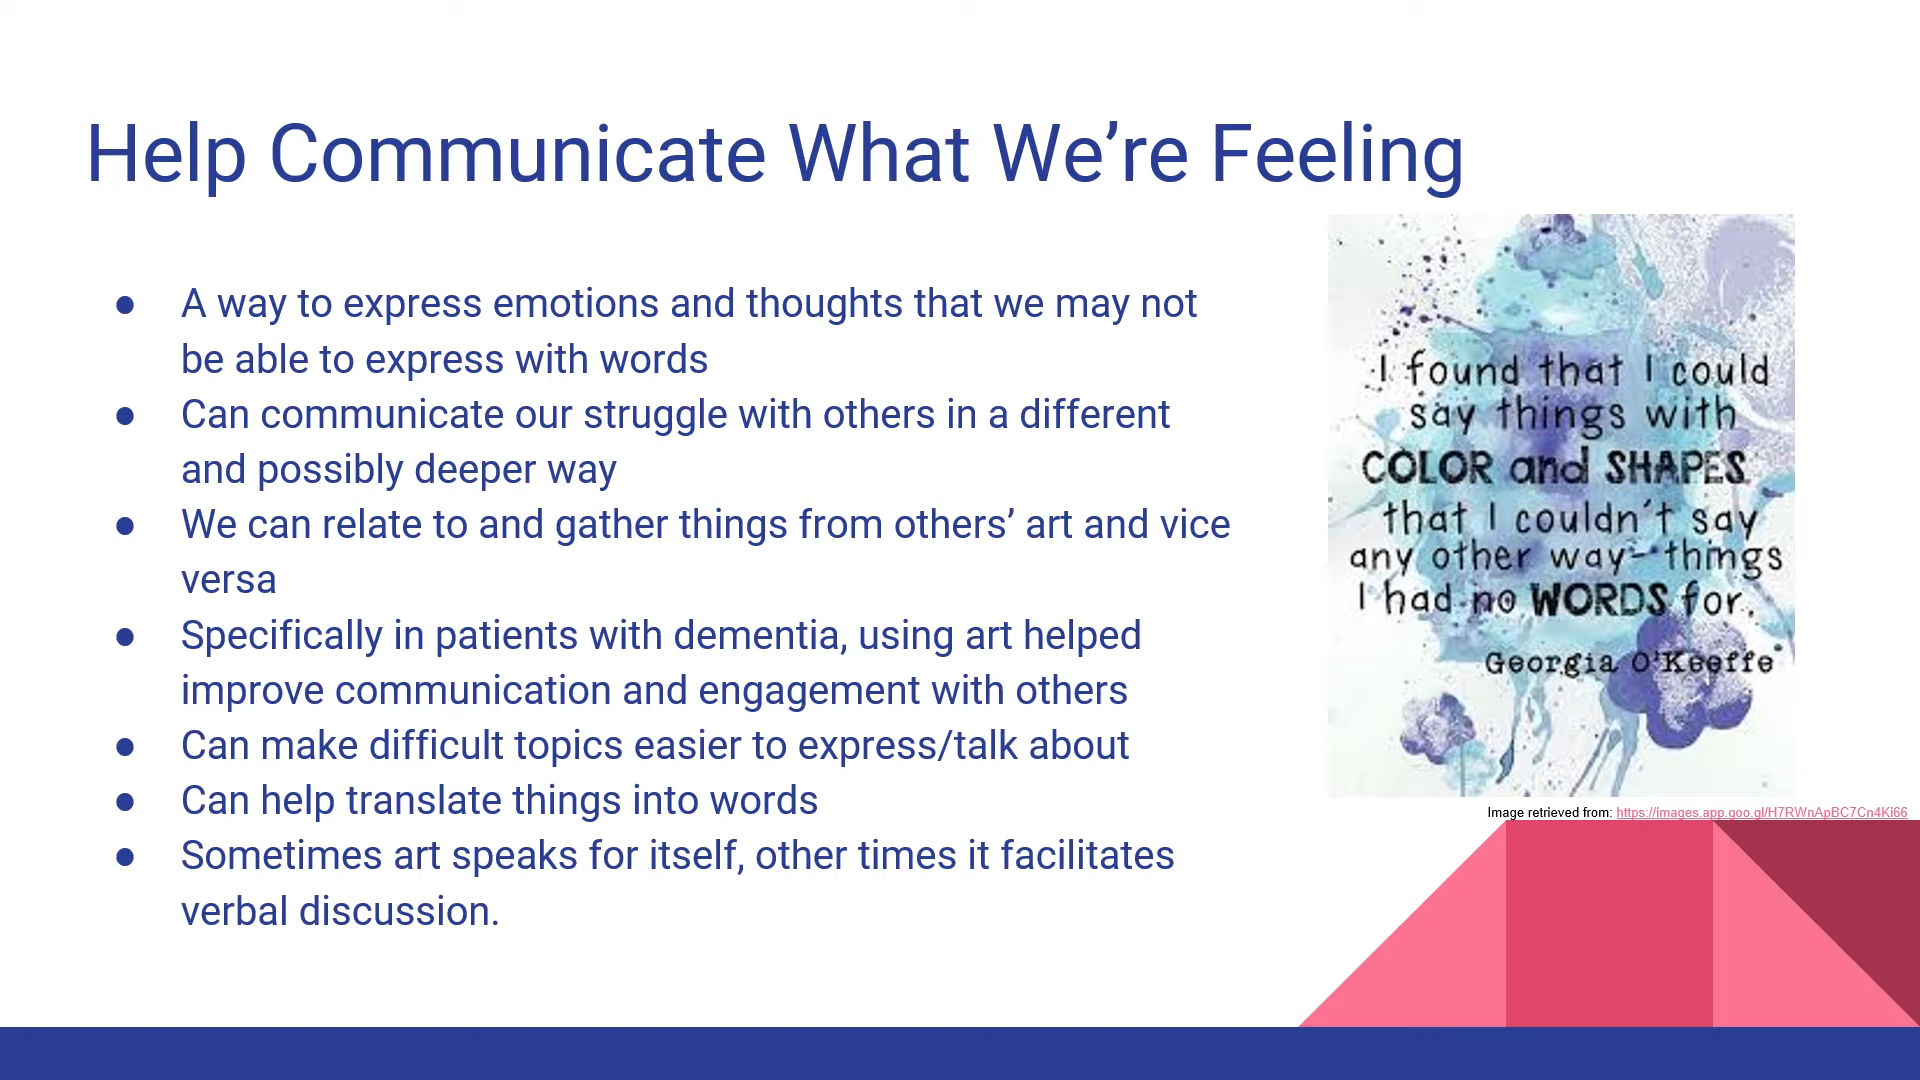 Help Communicate What We’re Feeling
● A way to express emotions and thoughts that we may not
be able to express with words
● Can communicate our struggle with others in a different
and possibly deeper way
● We can relate to and gather things from others’ art and vice
versa
● Specifically in patients with dementia, using art helped
improve communication and engagement with others
● Can make difficult topics easier to express/talk about
● Can help translate things into words
● Sometimes art speaks for itself, other times it facilitates
verbal discussion.
I found that I could
say things with
COLOR and SHAPES
that I couldn't say
any other way-things
I had no WORDS for.
Georgia O'Keeffe
Image retrieved from: https://images.app.goo.gl/H7RWnApBC7Cn4Ki66